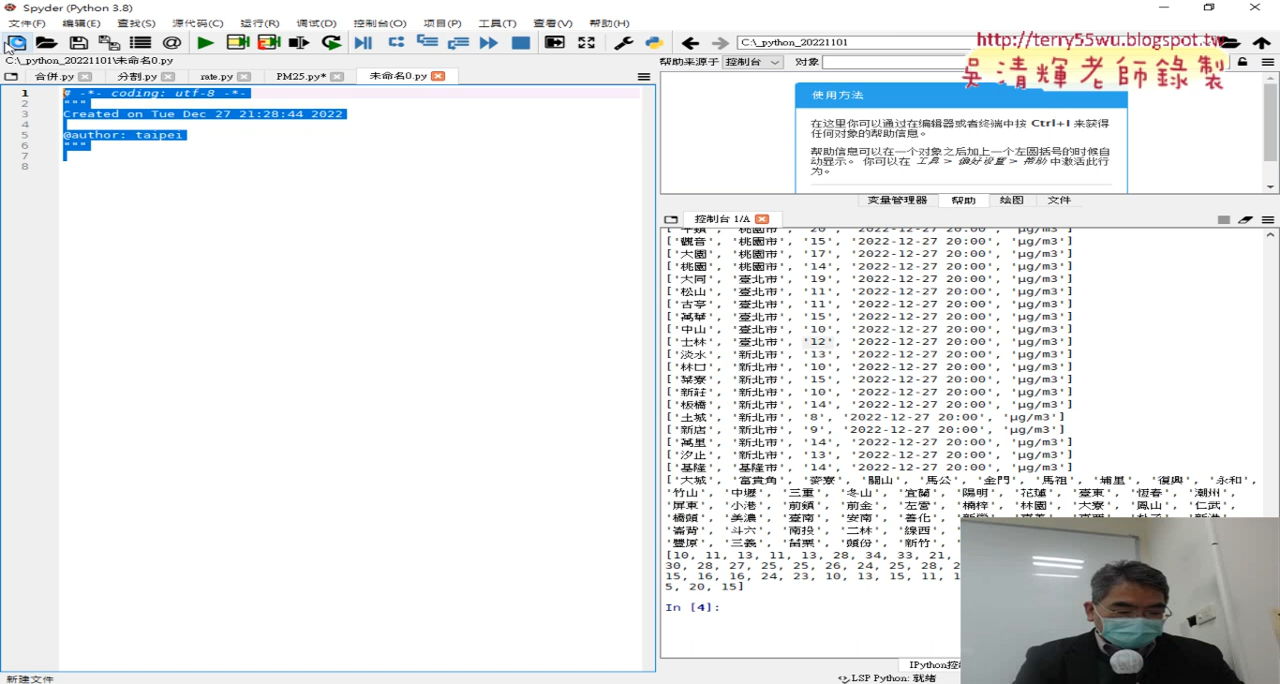 Spyder (Python 3.8)
文件(F) 编辑(E) 查找(S) 源代码(C) 运行(R) 调试(D) 控制台(O) 项目(P) 工具(T) 查看(V) 帮助(H)
C:\_python_20221101
http://terry55wu.blogspot.tw
吳清輝老師錄製
C:\_python_20221101\未命名0.py
合併.py 分割.py rate.py PM25.py* 未命名0.py
帮助来源于 控制台 对象
1 # -*- coding: utf-8 -*-
2 """
3 Created on Tue Dec 27 21:28:44 2022
4
5 @author: taipei
6 """
7
8
使用方法
在这里你可以通过在编辑器或者终端中按 Ctrl+I 来获得
任何对象的帮助信息。
帮助信息可以在一个对象之后加上一个左圆括号的时候自
动显示。 你可以在 工具 > 偏好设置 > 帮助 中激活此行
为。
变量管理器 帮助 绘图 文件
控制台 1/A
['平鎮', '桃園市', '20', '2022-12-27 20:00', 'μg/m3']
['觀音', '桃園市', '15', '2022-12-27 20:00', 'μg/m3']
['大園', '桃園市', '17', '2022-12-27 20:00', 'μg/m3']
['桃園', '桃園市', '14', '2022-12-27 20:00', 'μg/m3']
['大同', '臺北市', '19', '2022-12-27 20:00', 'μg/m3']
['松山', '臺北市', '11', '2022-12-27 20:00', 'μg/m3']
['古亭', '臺北市', '11', '2022-12-27 20:00', 'μg/m3']
['萬華', '臺北市', '15', '2022-12-27 20:00', 'μg/m3']
['中山', '臺北市', '10', '2022-12-27 20:00', 'μg/m3']
['士林', '臺北市', '12', '2022-12-27 20:00', 'μg/m3']
['淡水', '新北市', '13', '2022-12-27 20:00', 'μg/m3']
['林口', '新北市', '10', '2022-12-27 20:00', 'μg/m3']
['菜寮', '新北市', '15', '2022-12-27 20:00', 'μg/m3']
['新莊', '新北市', '10', '2022-12-27 20:00', 'μg/m3']
['板橋', '新北市', '14', '2022-12-27 20:00', 'μg/m3']
['土城', '新北市', '8', '2022-12-27 20:00', 'μg/m3']
['新店', '新北市', '9', '2022-12-27 20:00', 'μg/m3']
['萬里', '新北市', '14', '2022-12-27 20:00', 'μg/m3']
['汐止', '新北市', '13', '2022-12-27 20:00', 'μg/m3']
['基隆', '基隆市', '14', '2022-12-27 20:00', 'μg/m3']
['大城', '富貴角', '麥寮', '關山', '馬公', '金門', '馬祖', '埔里', '復興', '永和',
'竹山', '中壢', '三重', '冬山', '宜蘭', '陽明', '花蓮', '臺東', '恆春', '潮州',
'屏東', '小港', '前鎮', '前金', '左營', '楠梓', '林園', '大寮', '鳳山', '仁武',
'橋頭', '美濃', '臺南', '安南', '善化',
'崙背', '斗六', '南投', '二林', '線西'
'豐原', '三義', '苗栗', '頭份', '新竹'
[10, 11, 13, 11, 13, 28, 34, 33, 21,
30, 28, 27, 25, 25, 26, 24, 25, 28, 2
15, 16, 16, 24, 23, 10, 13, 15, 11, 1
5, 20, 15]
In [4]:
IPython控
新建文件
LSP Python: 就绪